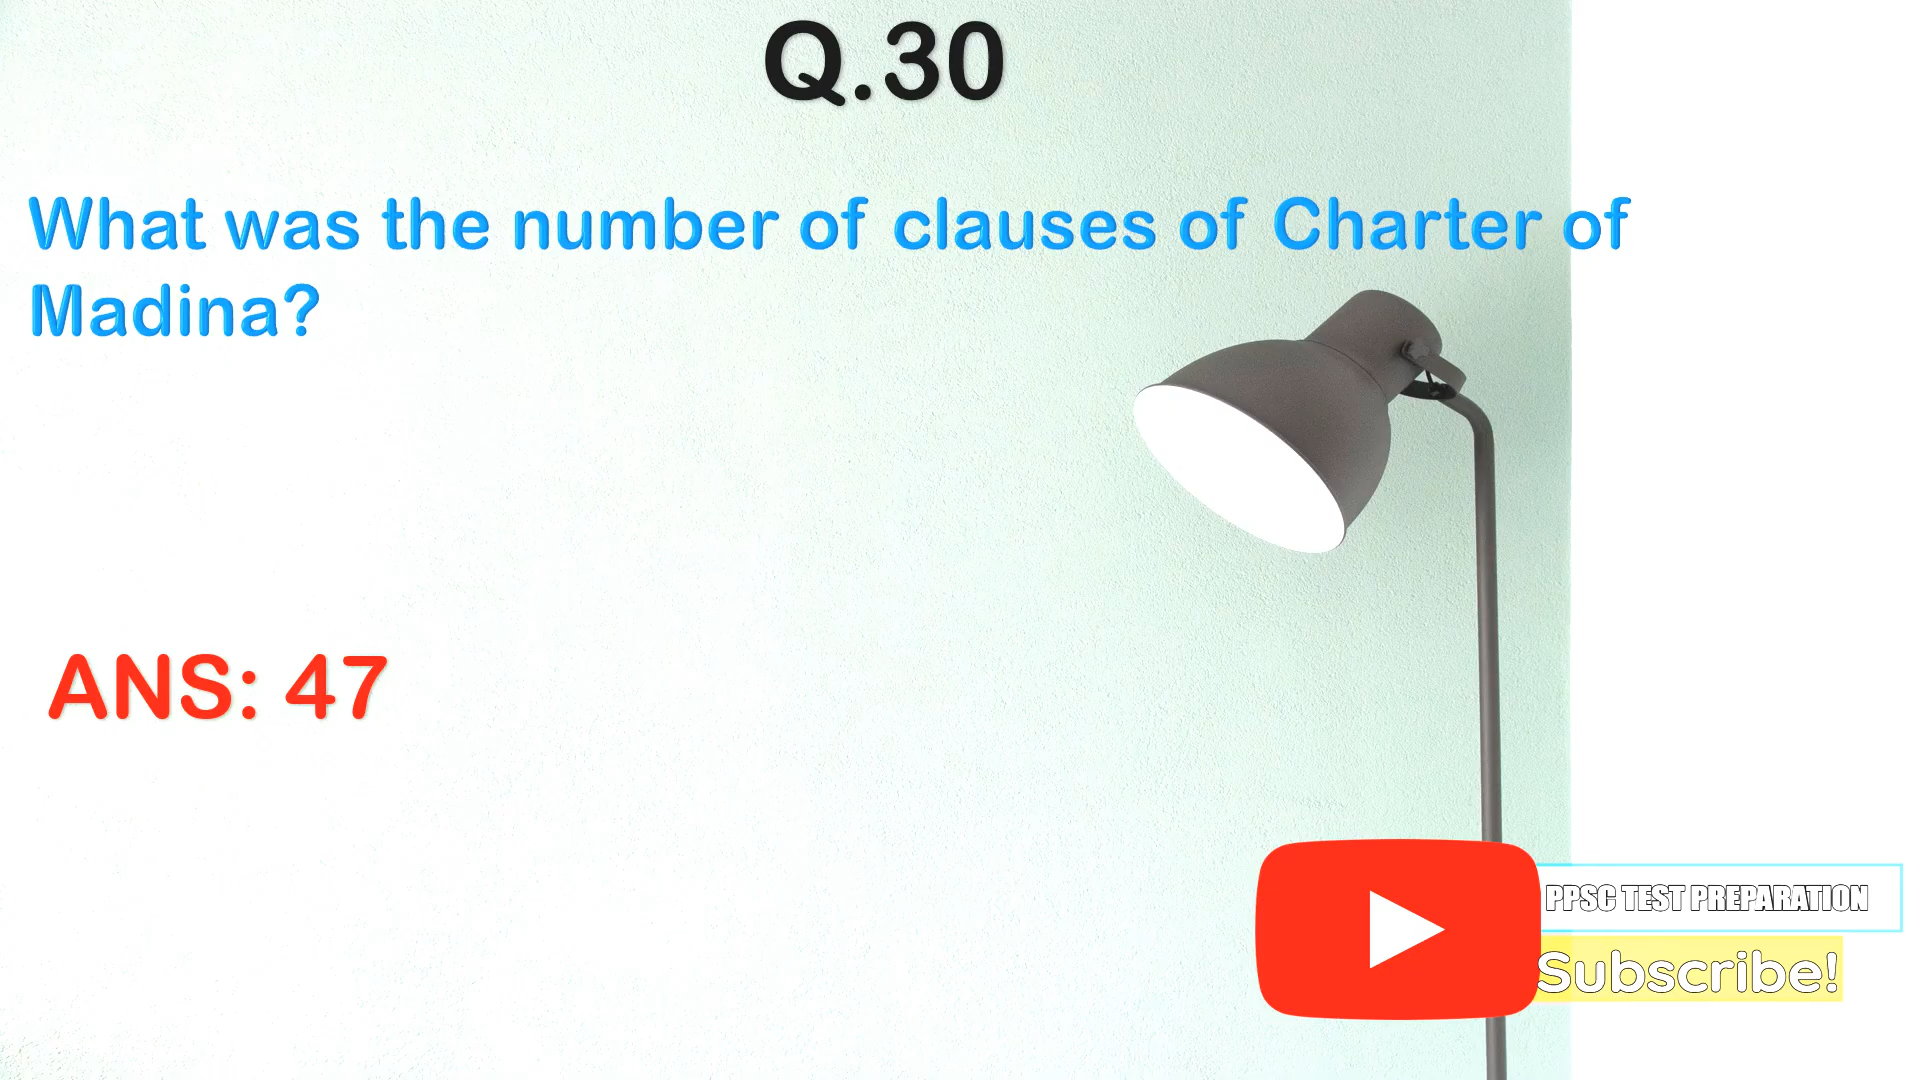 Q.30
What was the number of clauses of Charter of
Madina?
ANS: 47
PPSC TEST PREPARATION
Subscribe!